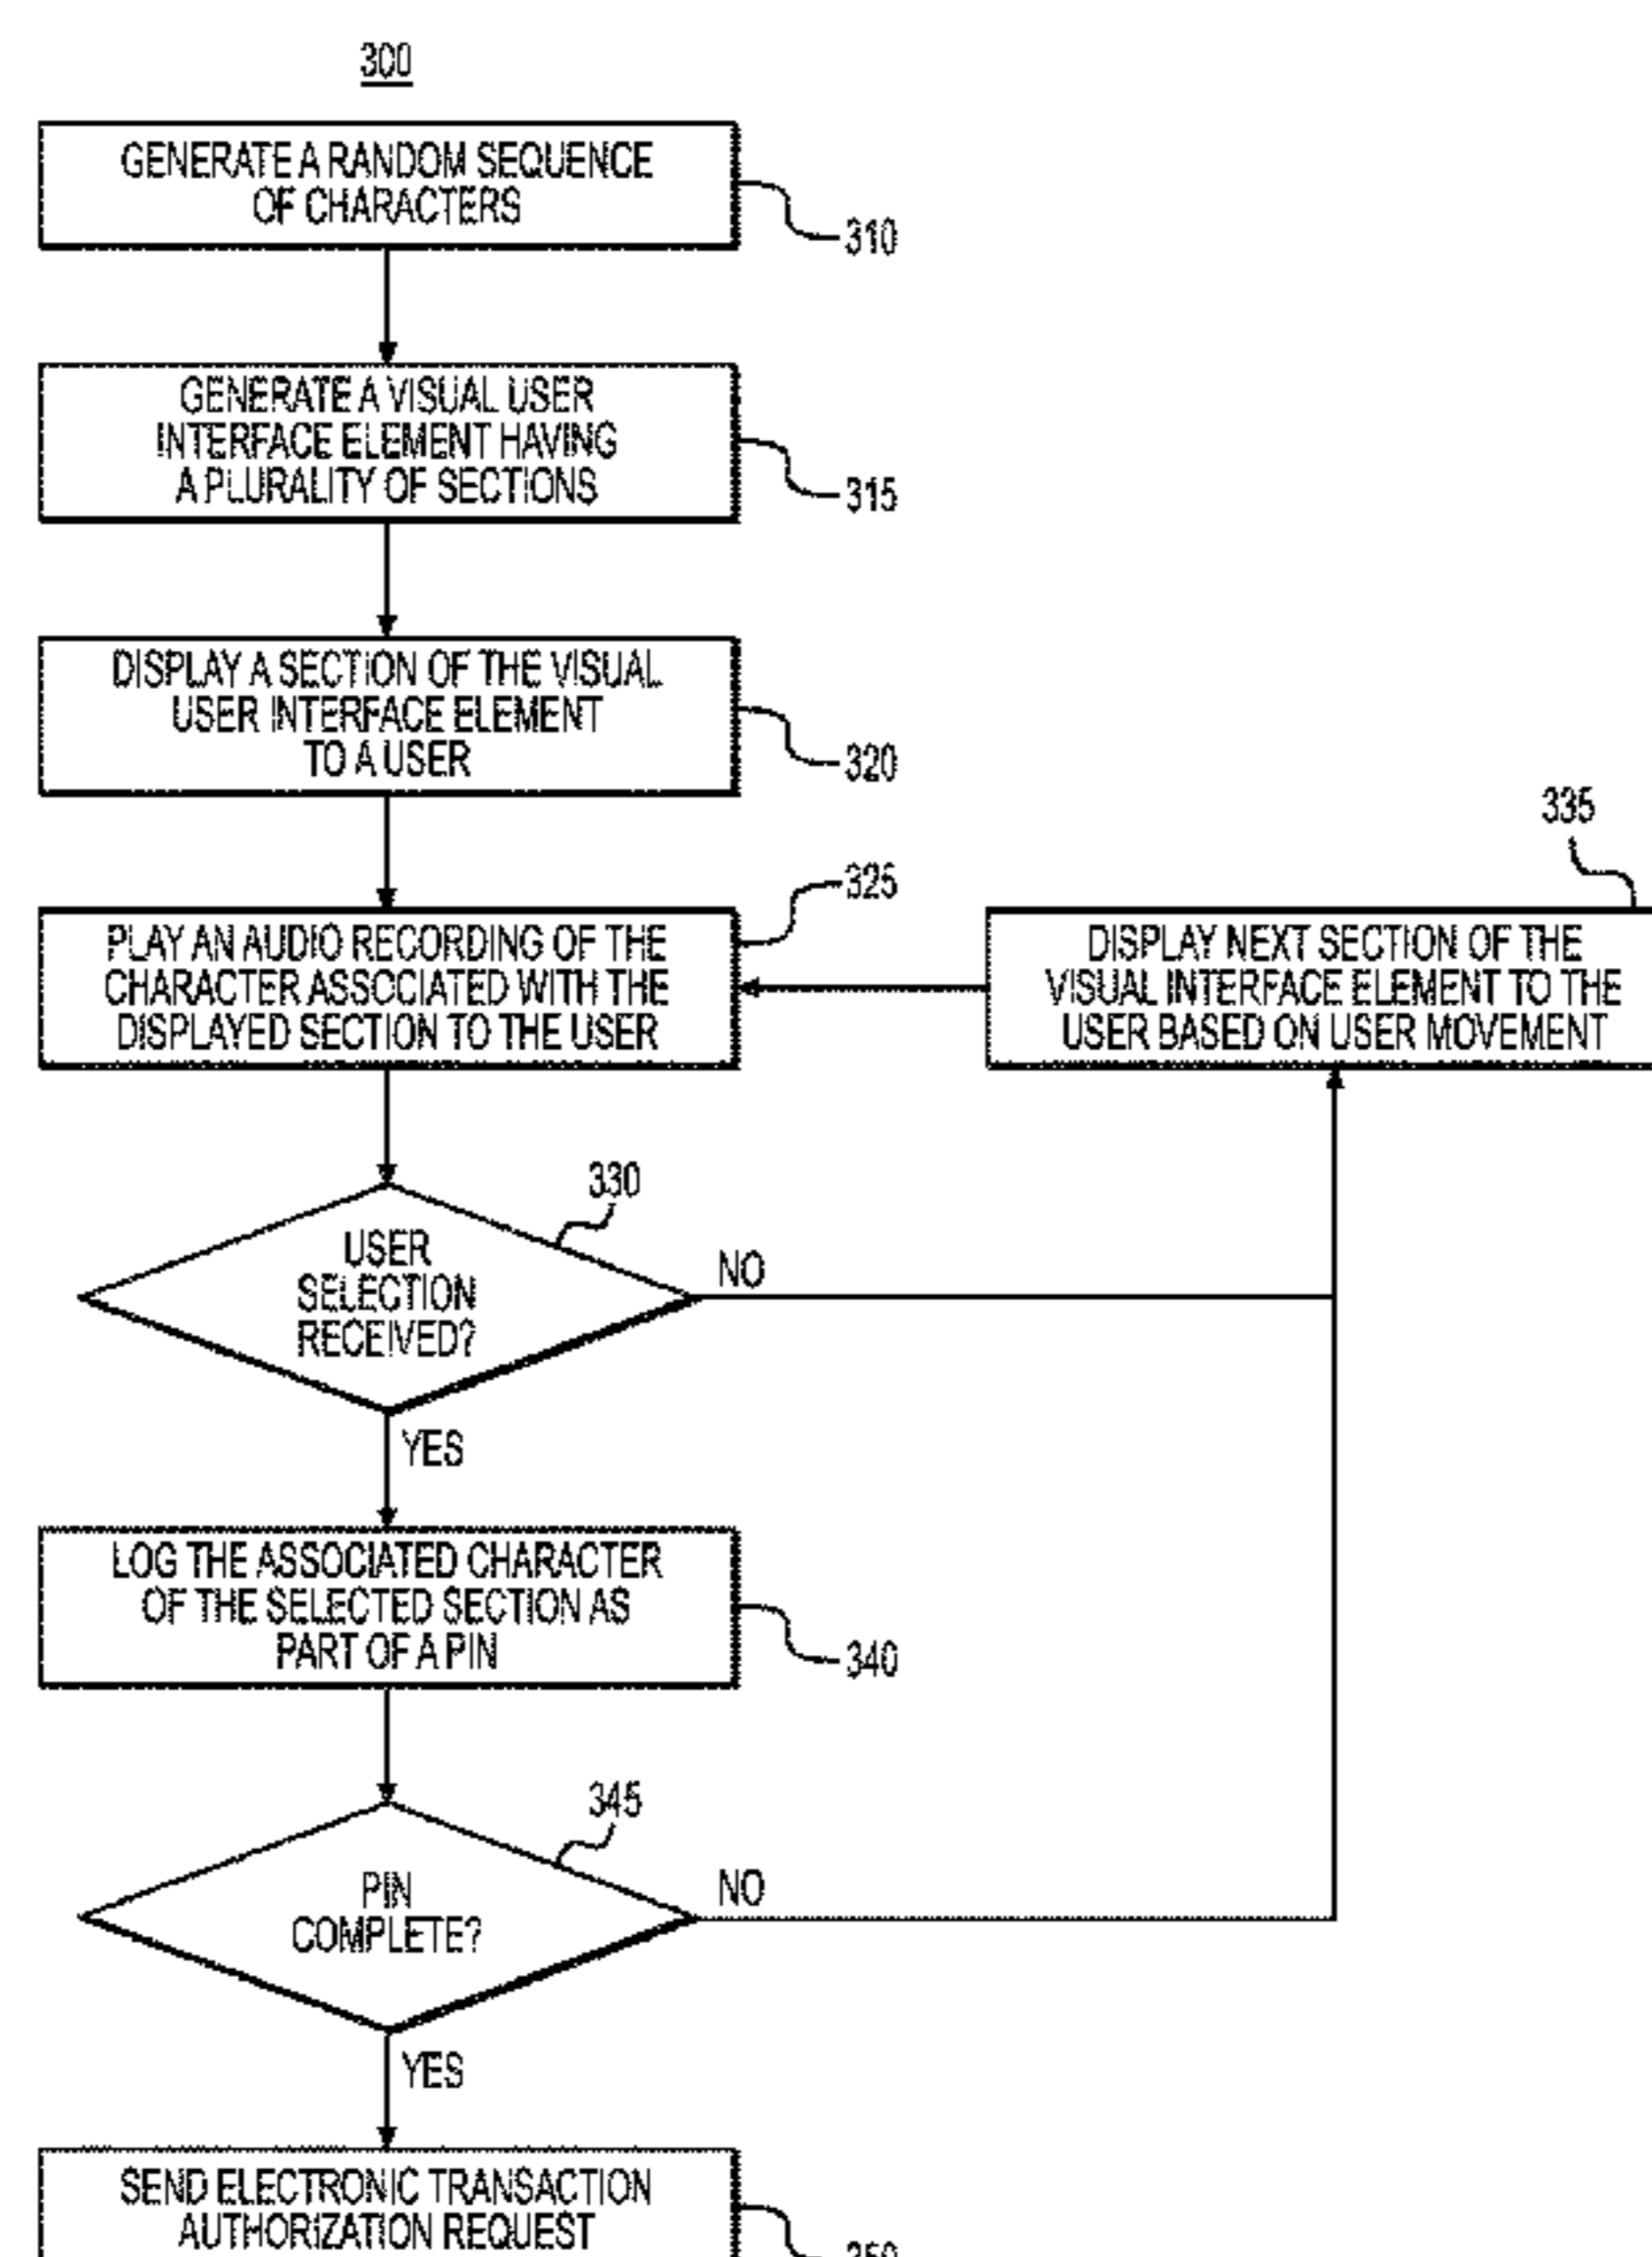 300
GENERATE A RANDOM SEQUENCE
OF CHARACTERS
310
GENERATE A VISUAL USER
INTERFACE ELEMENT HAVING
A PLURALITY OF SECTIONS
315
DISPLAY A SECTION OF THE VISUAL
USER INTERFACE ELEMENT
TO A USER
320
325
335
PLAY AN AUDIO RECORDING OF THE
CHARACTER ASSOCIATED WITH THE
DISPLAYED SECTION TO THE USER
DISPLAY NEXT SECTION OF THE
VISUAL INTERFACE ELEMENT TO THE
USER BASED ON USER MOVEMENT
330
USER
SELECTION
RECEIVED?
NO
YES
LOG THE ASSOCIATED CHARACTER
OF THE SELECTED SECTION AS
PART OF A PIN
340
345
PIN
COMPLETE?
NO
YES
SEND ELECTRONIC TRANSACTION
AUTHORIZATION REQUEST